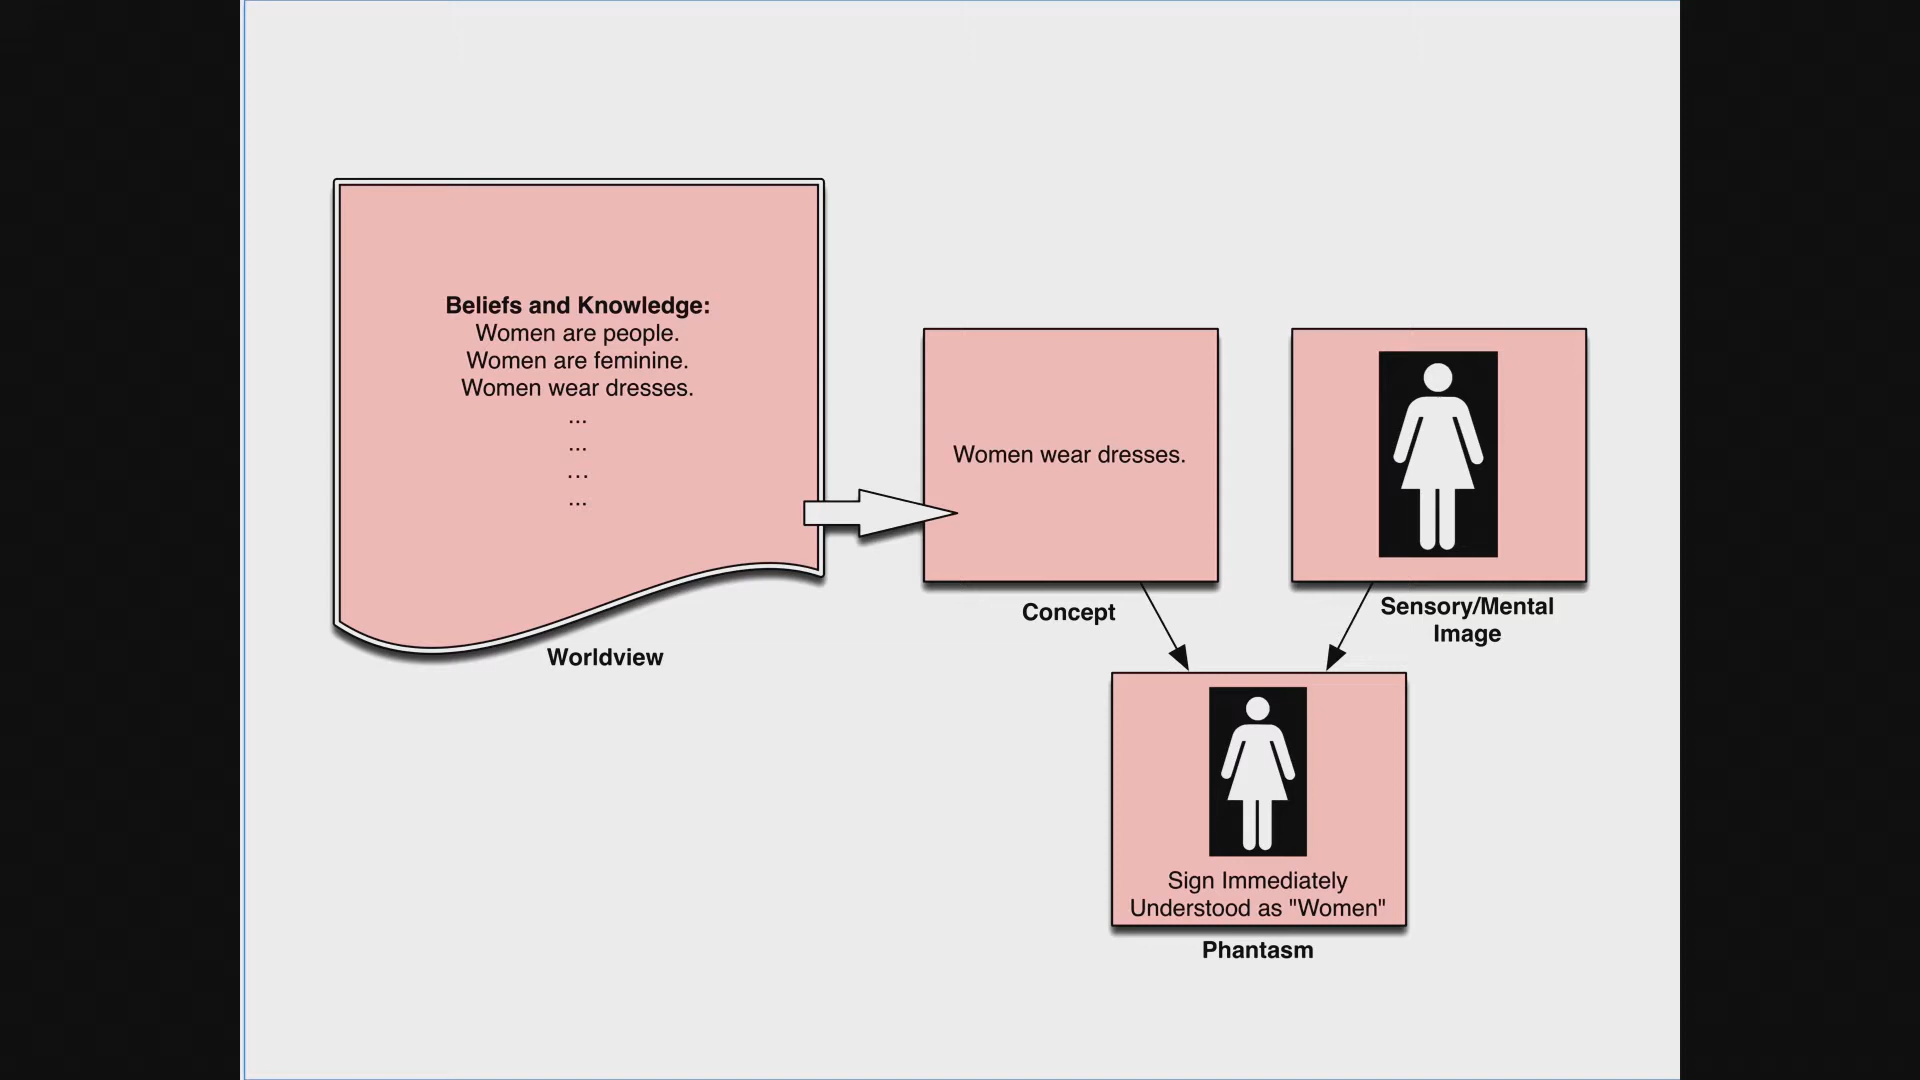 Beliefs and Knowledge:
Women are people.
Women are feminine.
Women wear dresses.
...
...
...
...
Worldview
Women wear dresses.
Concept
Sensory/Mental
Image
Sign Immediately
Understood as "Women"
Phantasm